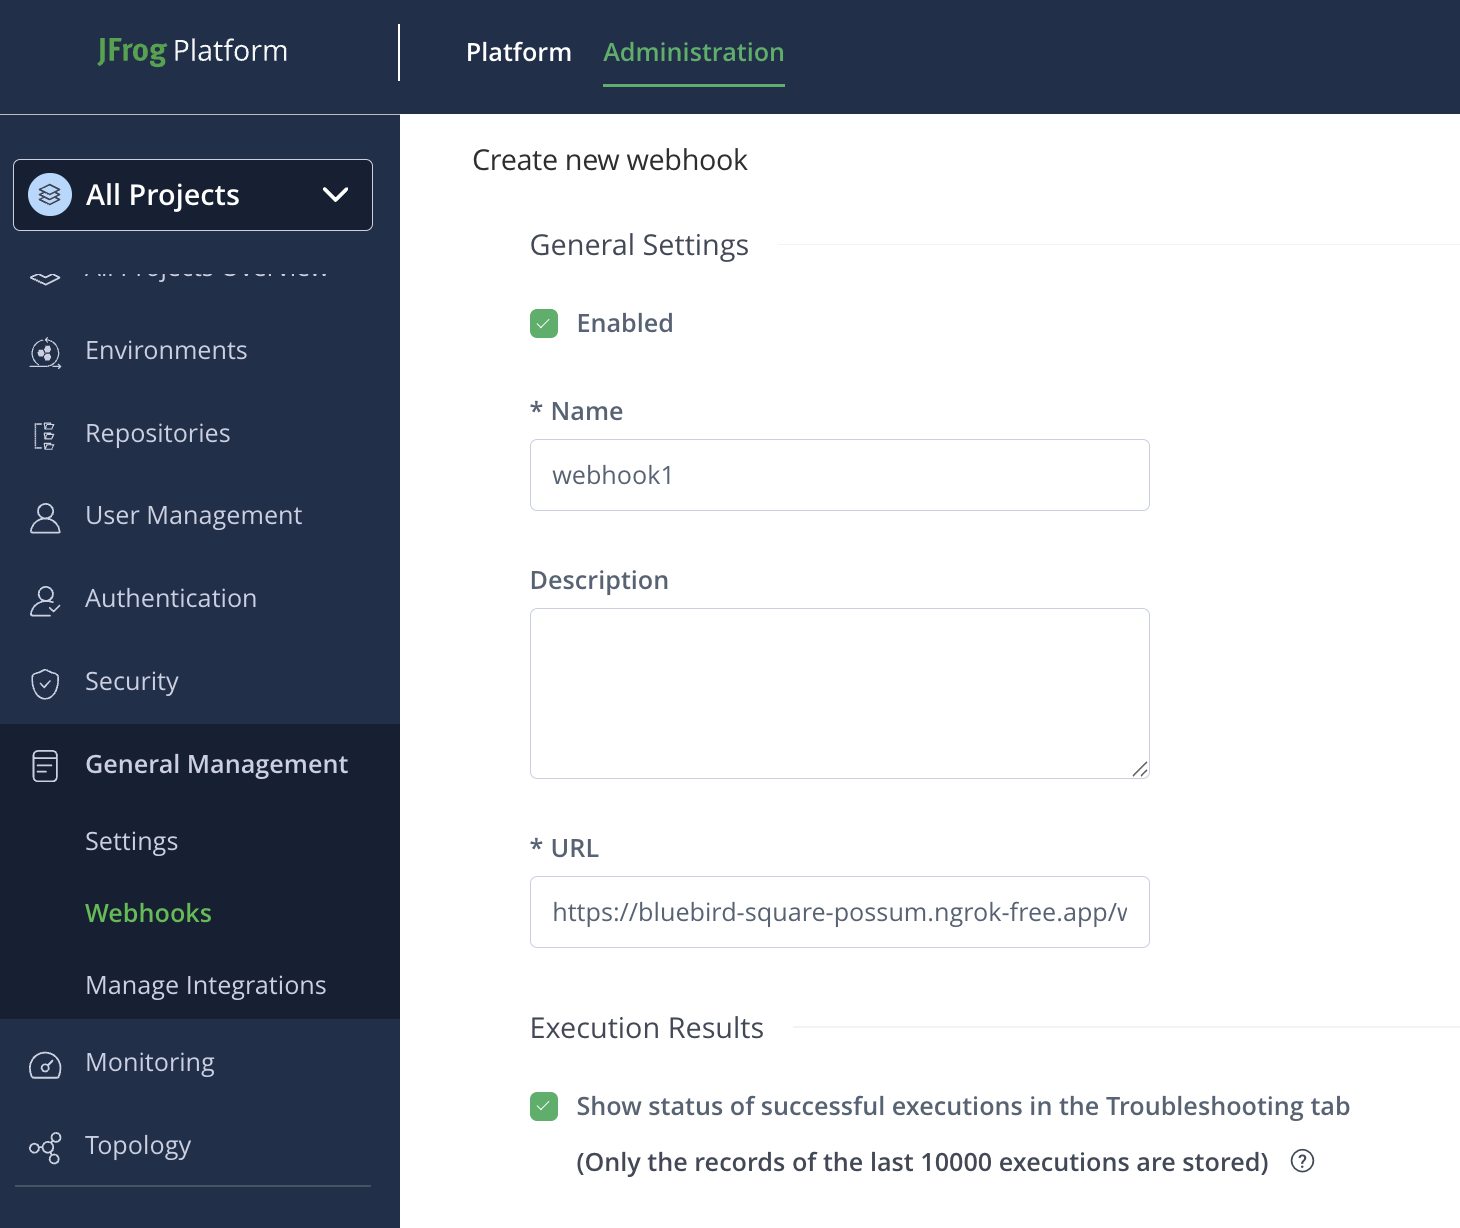 JFrog Platform
Platform Administration
All Projects
All Projects Overview
Environments
Repositories
User Management
Authentication
Security
General Management
Settings
Webhooks
Manage Integrations
Monitoring
Topology
Create new webhook
General Settings
Enabled
* Name
webhook1
Description
* URL
https://bluebird-square-possum.ngrok-free.app/w
Execution Results
Show status of successful executions in the Troubleshooting tab
(Only the records of the last 10000 executions are stored) ?